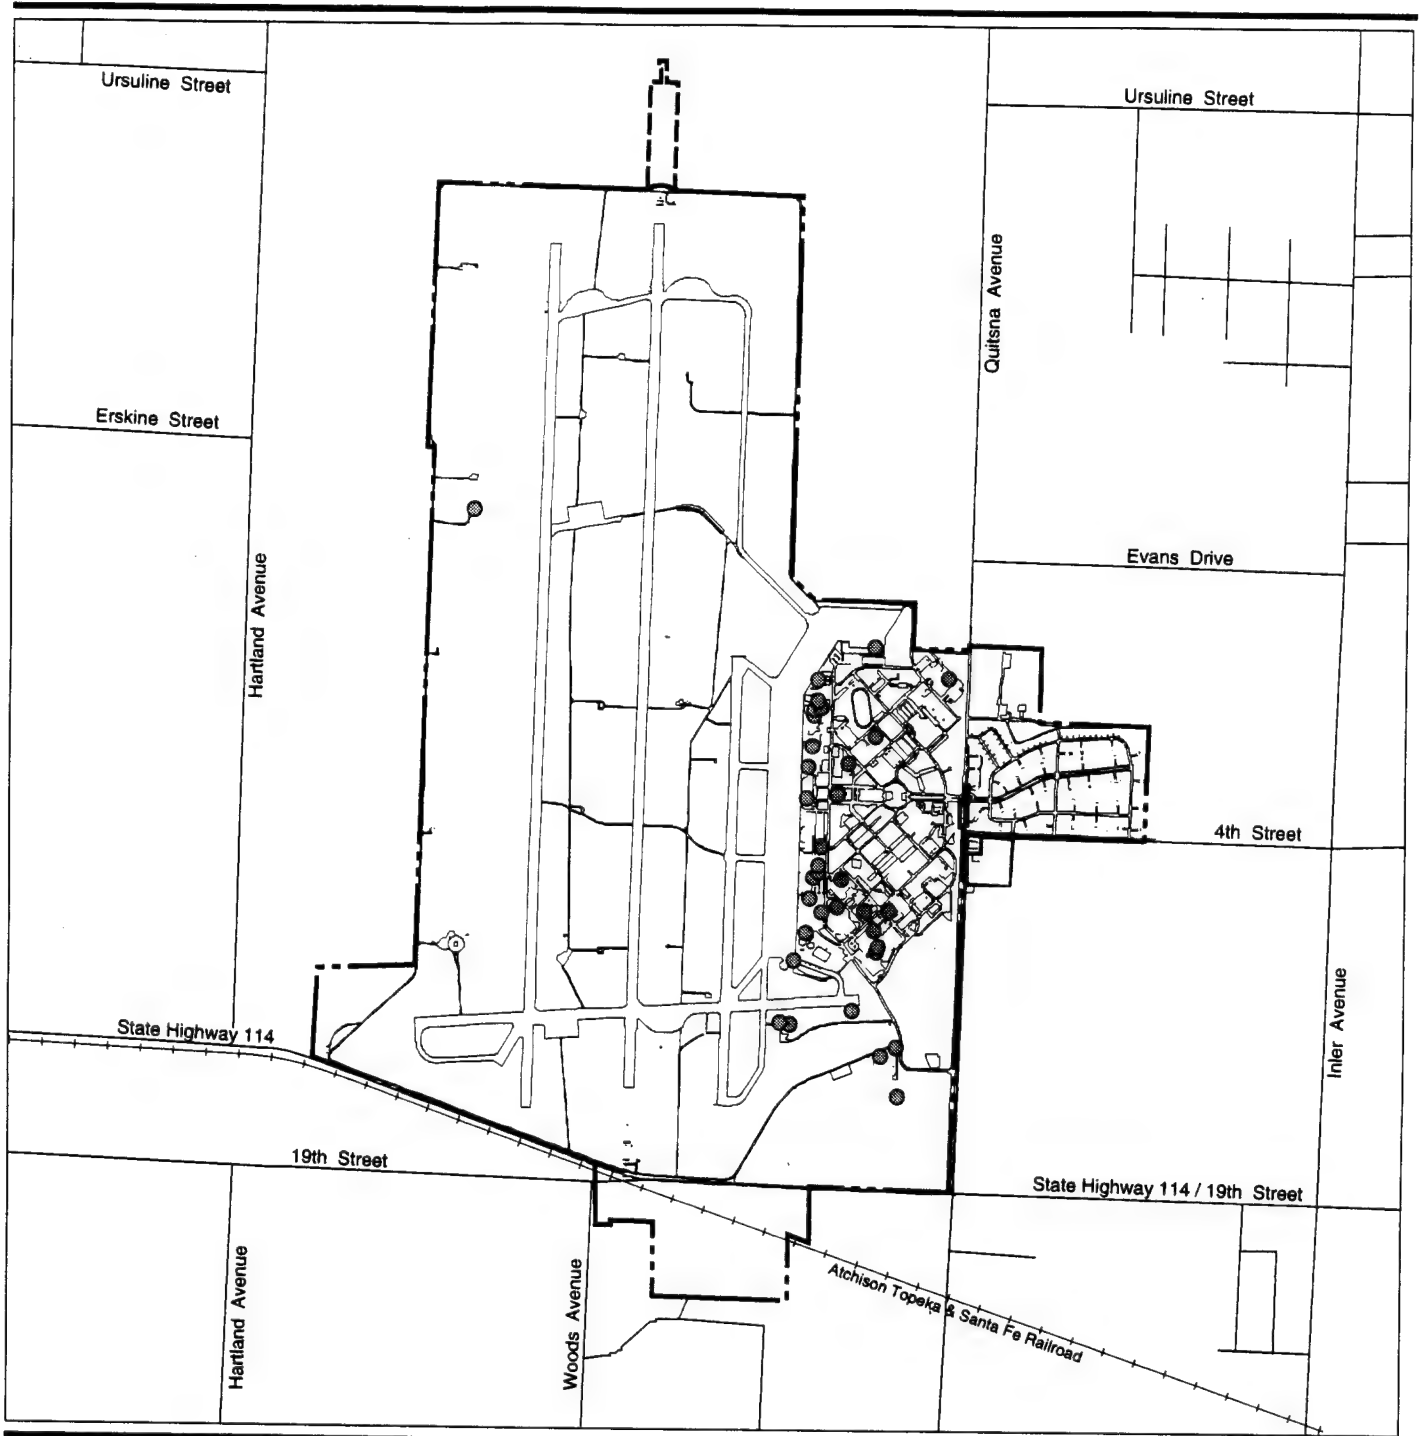 Ursuline Street
Ursuline Street
Quitsna Avenue
Erskine Street
Evans Drive
Hartland Avenue
4th Street
Inler Avenue
State Highway 114
19th Street
State Highway 114 / 19th Street
Hartland Avenue
Woods Avenue
Atchison Topeka & Santa Fe Railroad